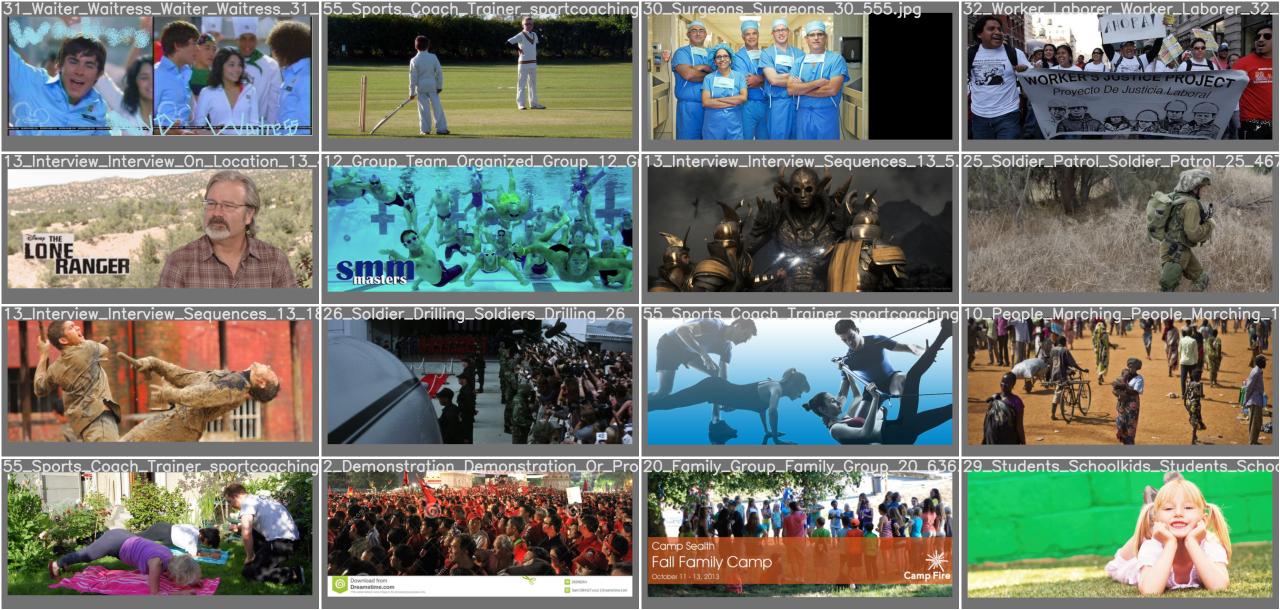 31_Waiter_Waitress_Waiter_Waitress_31_
55_Sports_Coach_Trainer_sportcoaching
30_Surgeons_Surgeons_30_555.jpg
32_Worker_Laborer_Worker_Laborer_32_
LABORAL
WORKER'S JUSTICE PROJECT
Proyecto De Justicia Laboral
13_Interview_Interview_On_Location_13_
12_Group_Team_Organized_Group_12_G
13_Interview_Interview_Sequences_13_5
25_Soldier_Patrol_Soldier_Patrol_25_467
Disney THE
LONE
RANGER
smm
masters
13_Interview_Interview_Sequences_13_18
26_Soldier_Drilling_Soldiers_Drilling_26_
55_Sports_Coach_Trainer_sportcoaching
10_People_Marching_People_Marching_1
55_Sports_Coach_Trainer_sportcoaching
2_Demonstration_Demonstration_Or_Pro
20_Family_Group_Family_Group_20_636
29_Students_Schoolkids_Students_Schoo
Download from
Dreamstime.com
Camp Sealth
Fall Family Camp
October 11 - 13, 2013
Camp Fire